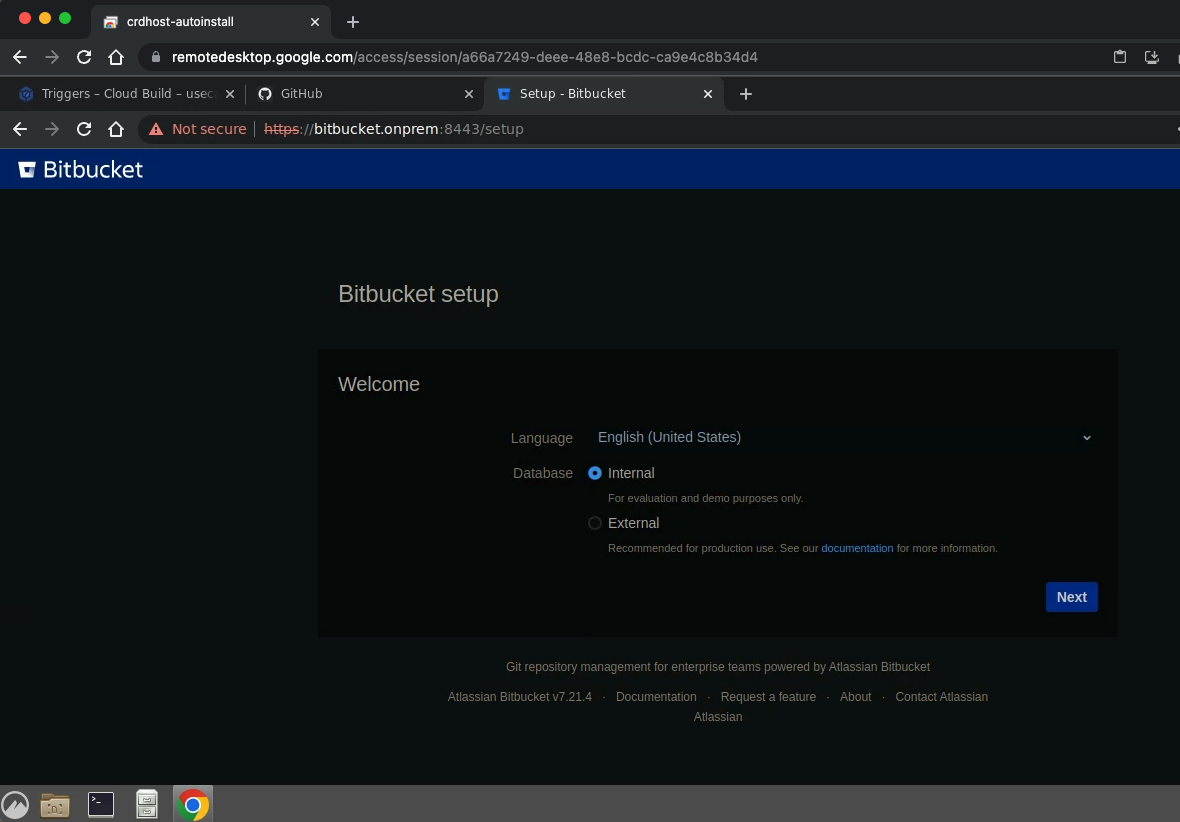 crdhost-autoinstall
remotedesktop.google.com/access/session/a66a7249-deee-48e8-bcdc-ca9e4c8b34d4
Triggers – Cloud Build – usec
GitHub
Setup - Bitbucket
Not secure
https://bitbucket.onprem:8443/setup
Bitbucket
Bitbucket setup
Welcome
Language English (United States)
Database Internal
For evaluation and demo purposes only.
External
Recommended for production use. See our documentation for more information.
Next
Git repository management for enterprise teams powered by Atlassian Bitbucket
Atlassian Bitbucket v7.21.4 · Documentation · Request a feature · About · Contact Atlassian
Atlassian